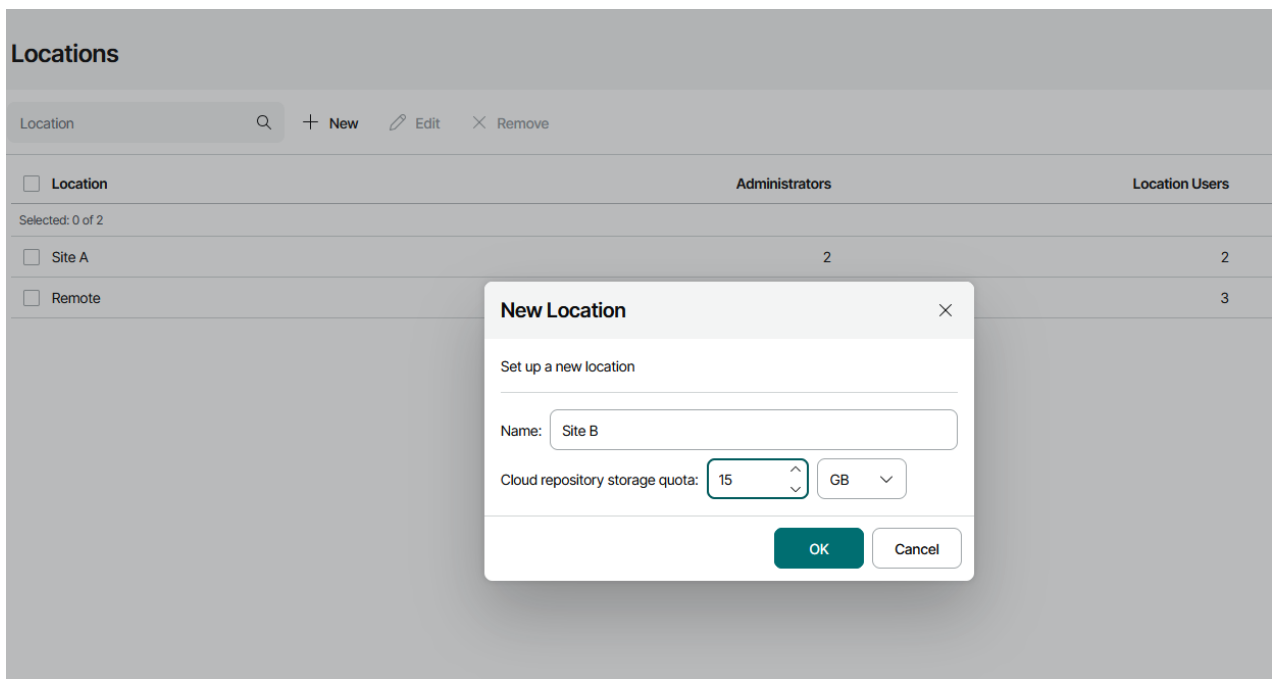 Locations
Location New Edit Remove
Location Administrators Location Users
Selected: 0 of 2
Site A 2 2
Remote 3
New Location
Set up a new location
Name: Site B
Cloud repository storage quota: 15 GB
OK Cancel